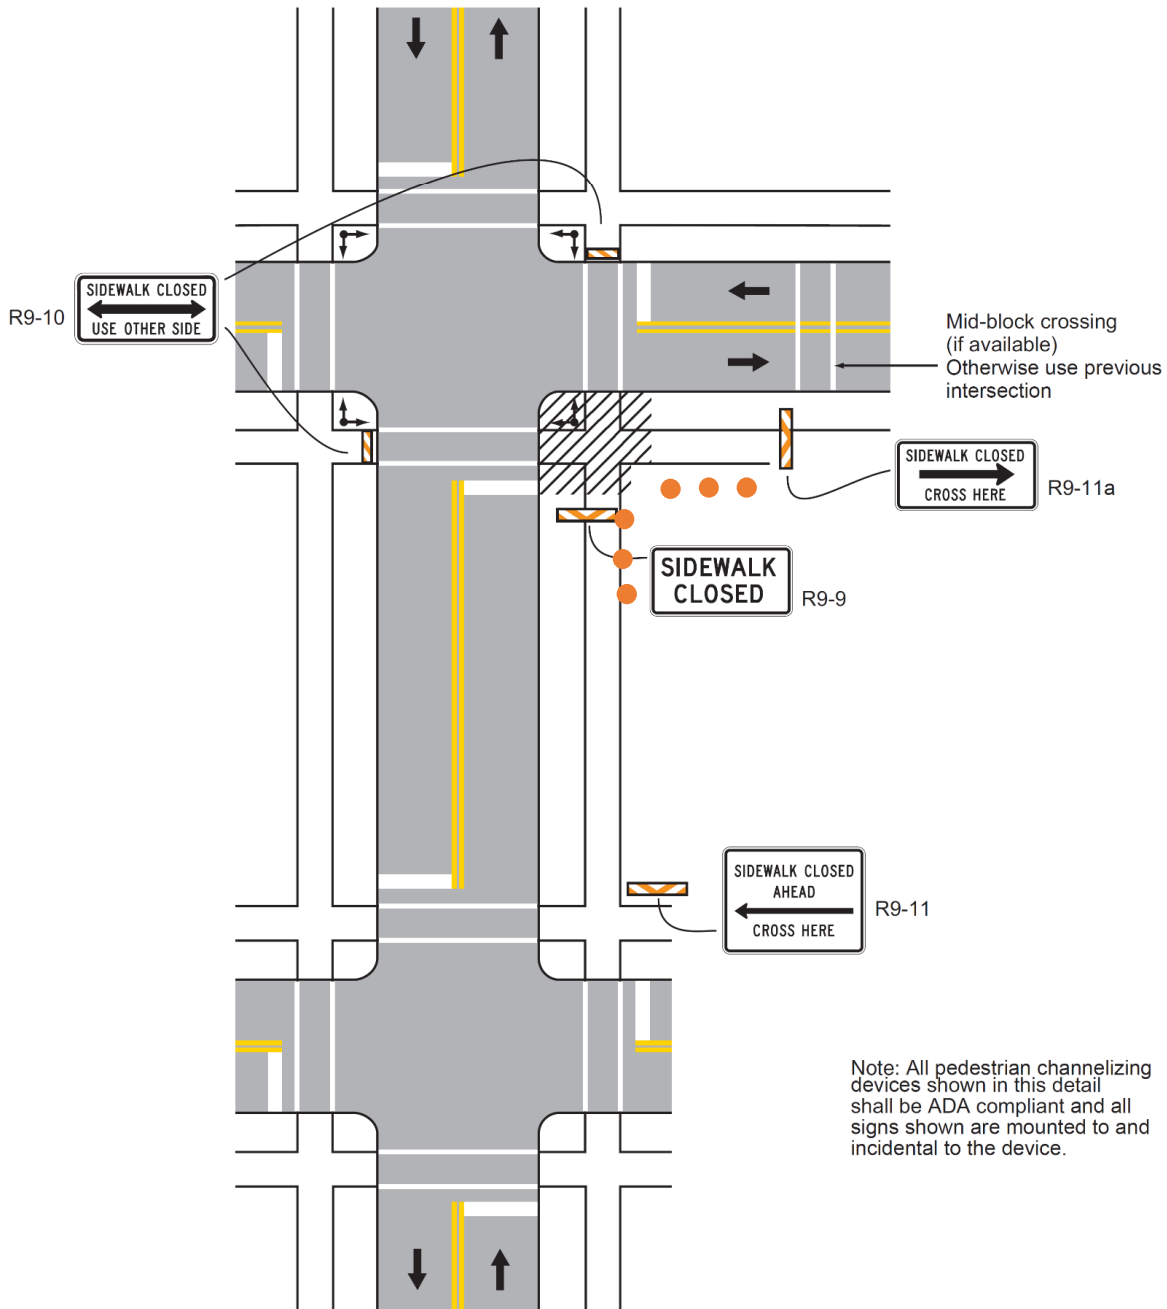 R9-10
SIDEWALK CLOSED
USE OTHER SIDE
Mid-block crossing
(if available)
Otherwise use previous
intersection
SIDEWALK CLOSED
CROSS HERE
R9-11a
SIDEWALK
CLOSED
R9-9
SIDEWALK CLOSED
AHEAD
CROSS HERE
R9-11
Note: All pedestrian channelizing
devices shown in this detail
shall be ADA compliant and all
signs shown are mounted to and
incidental to the device.